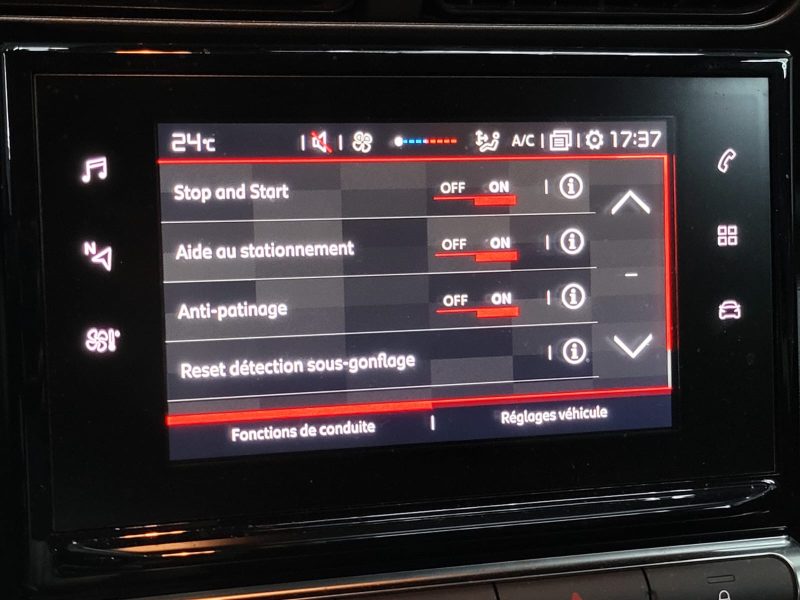 24°C A/C 17:37
Stop and Start OFF ON
Aide au stationnement OFF ON
N
Anti-patinage OFF ON
Reset détection sous-gonflage
Fonctions de conduite Réglages véhicule